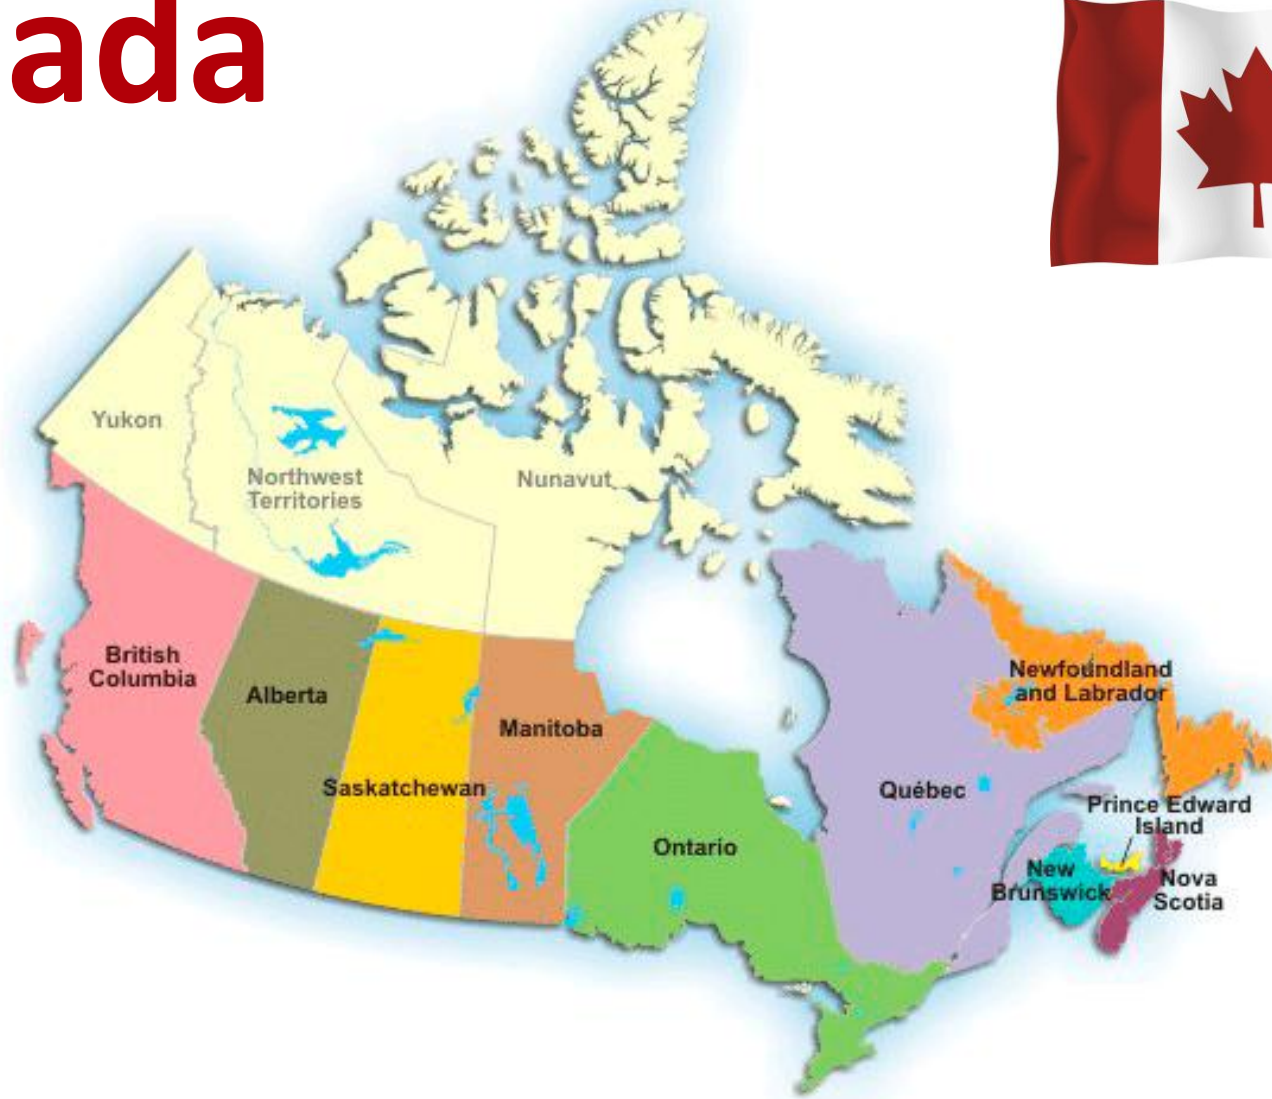 ada
Yukon
Northwest
Territories
Nunavut
British
Columbia
Alberta
Saskatchewan
Manitoba
Ontario
Québec
Newfoundland
and Labrador
Prince Edward
Island
New
Brunswick
Nova
Scotia